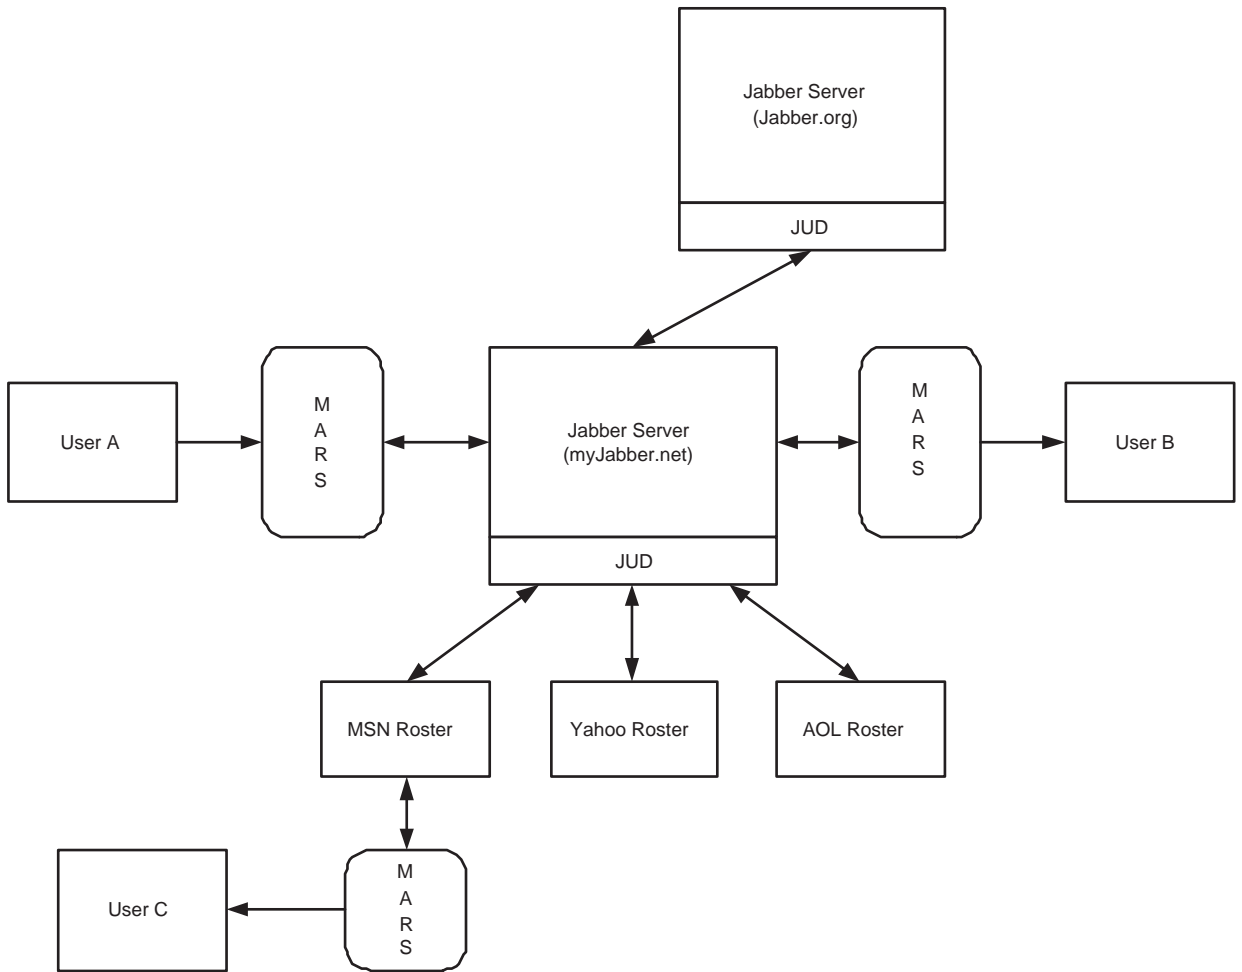 Jabber Server
(Jabber.org)
JUD
User A
M
A
R
S
Jabber Server
(myJabber.net)
JUD
M
A
R
S
User B
MSN Roster
Yahoo Roster
AOL Roster
User C
M
A
R
S